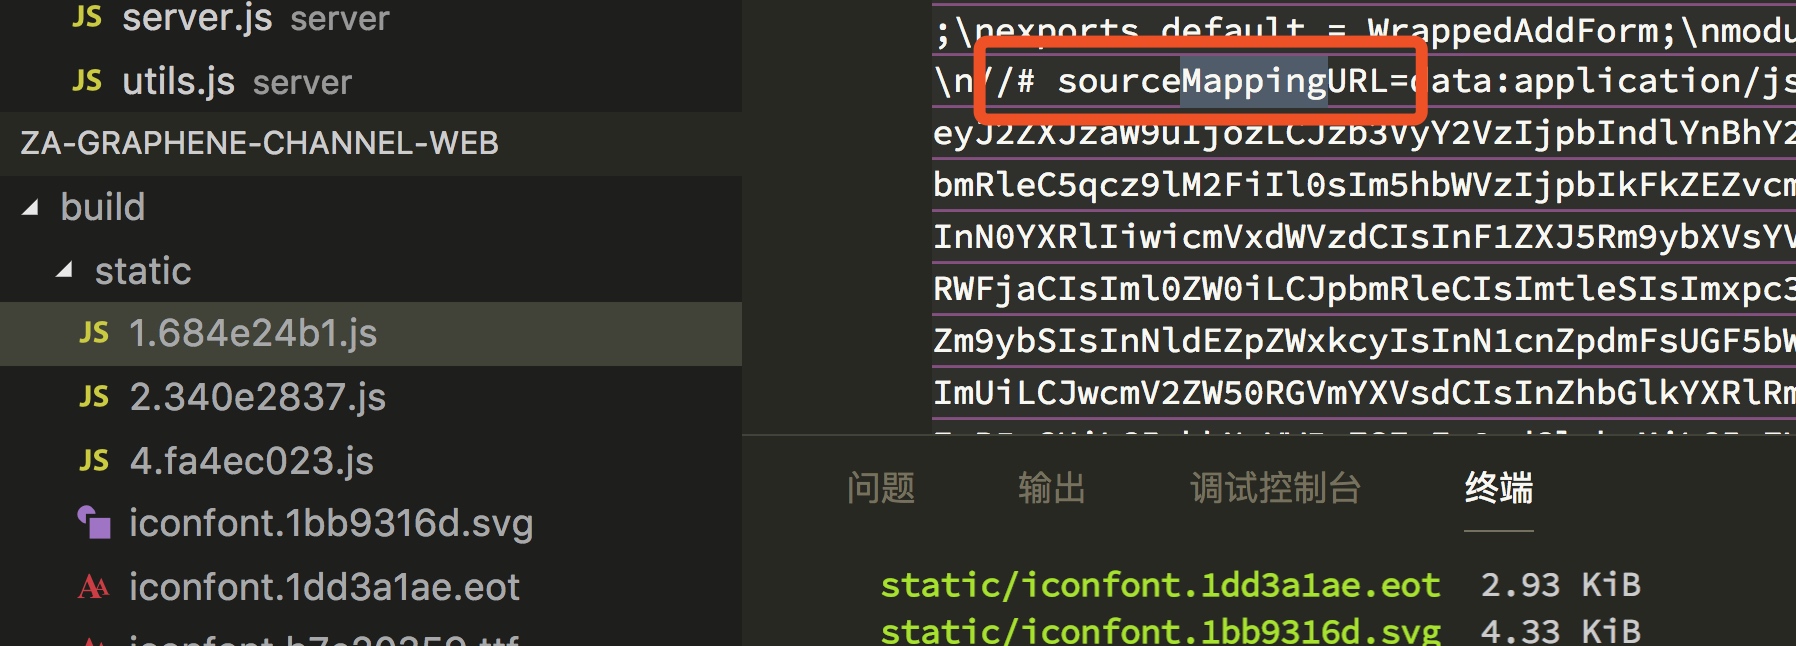 JS server.js server
JS utils.js server
ZA-GRAPHENE-CHANNEL-WEB
build
static
JS 1.684e24b1.js
JS 2.340e2837.js
JS 4.fa4ec023.js
iconfont.1bb9316d.svg
AA iconfont.1dd3a1ae.eot
;\nexports.default = WrappedAddForm;\nmodu
\n//# sourceMappingURL=data:application/js
eyJ2ZXJzaW9uIjozLCJzb3VyY2VzIjpbIndlYnBhY2
bmRleC5qcz9lM2FiIl0sIm5hbWVzIjpbIkFkZEZvcm
InN0YXRlIiwicmVxdWVzdCIsInF1ZXJ5Rm9ybXVsYV
RWFjaCIsIml0ZW0iLCJpbmRleCIsImtleSIsImxpc3
Zm9ybSIsInNldEZpZWxkcyIsInN1cnZpdmFsUGF5bW
ImUiLCJwcmV2ZW50RGVmYXVsdCIsInZhbGlkYXRlRm
问题 输出 调试控制台 终端
static/iconfont.1dd3a1ae.eot 2.93 KiB
static/iconfont.1bb9316d.svg 4.33 KiB